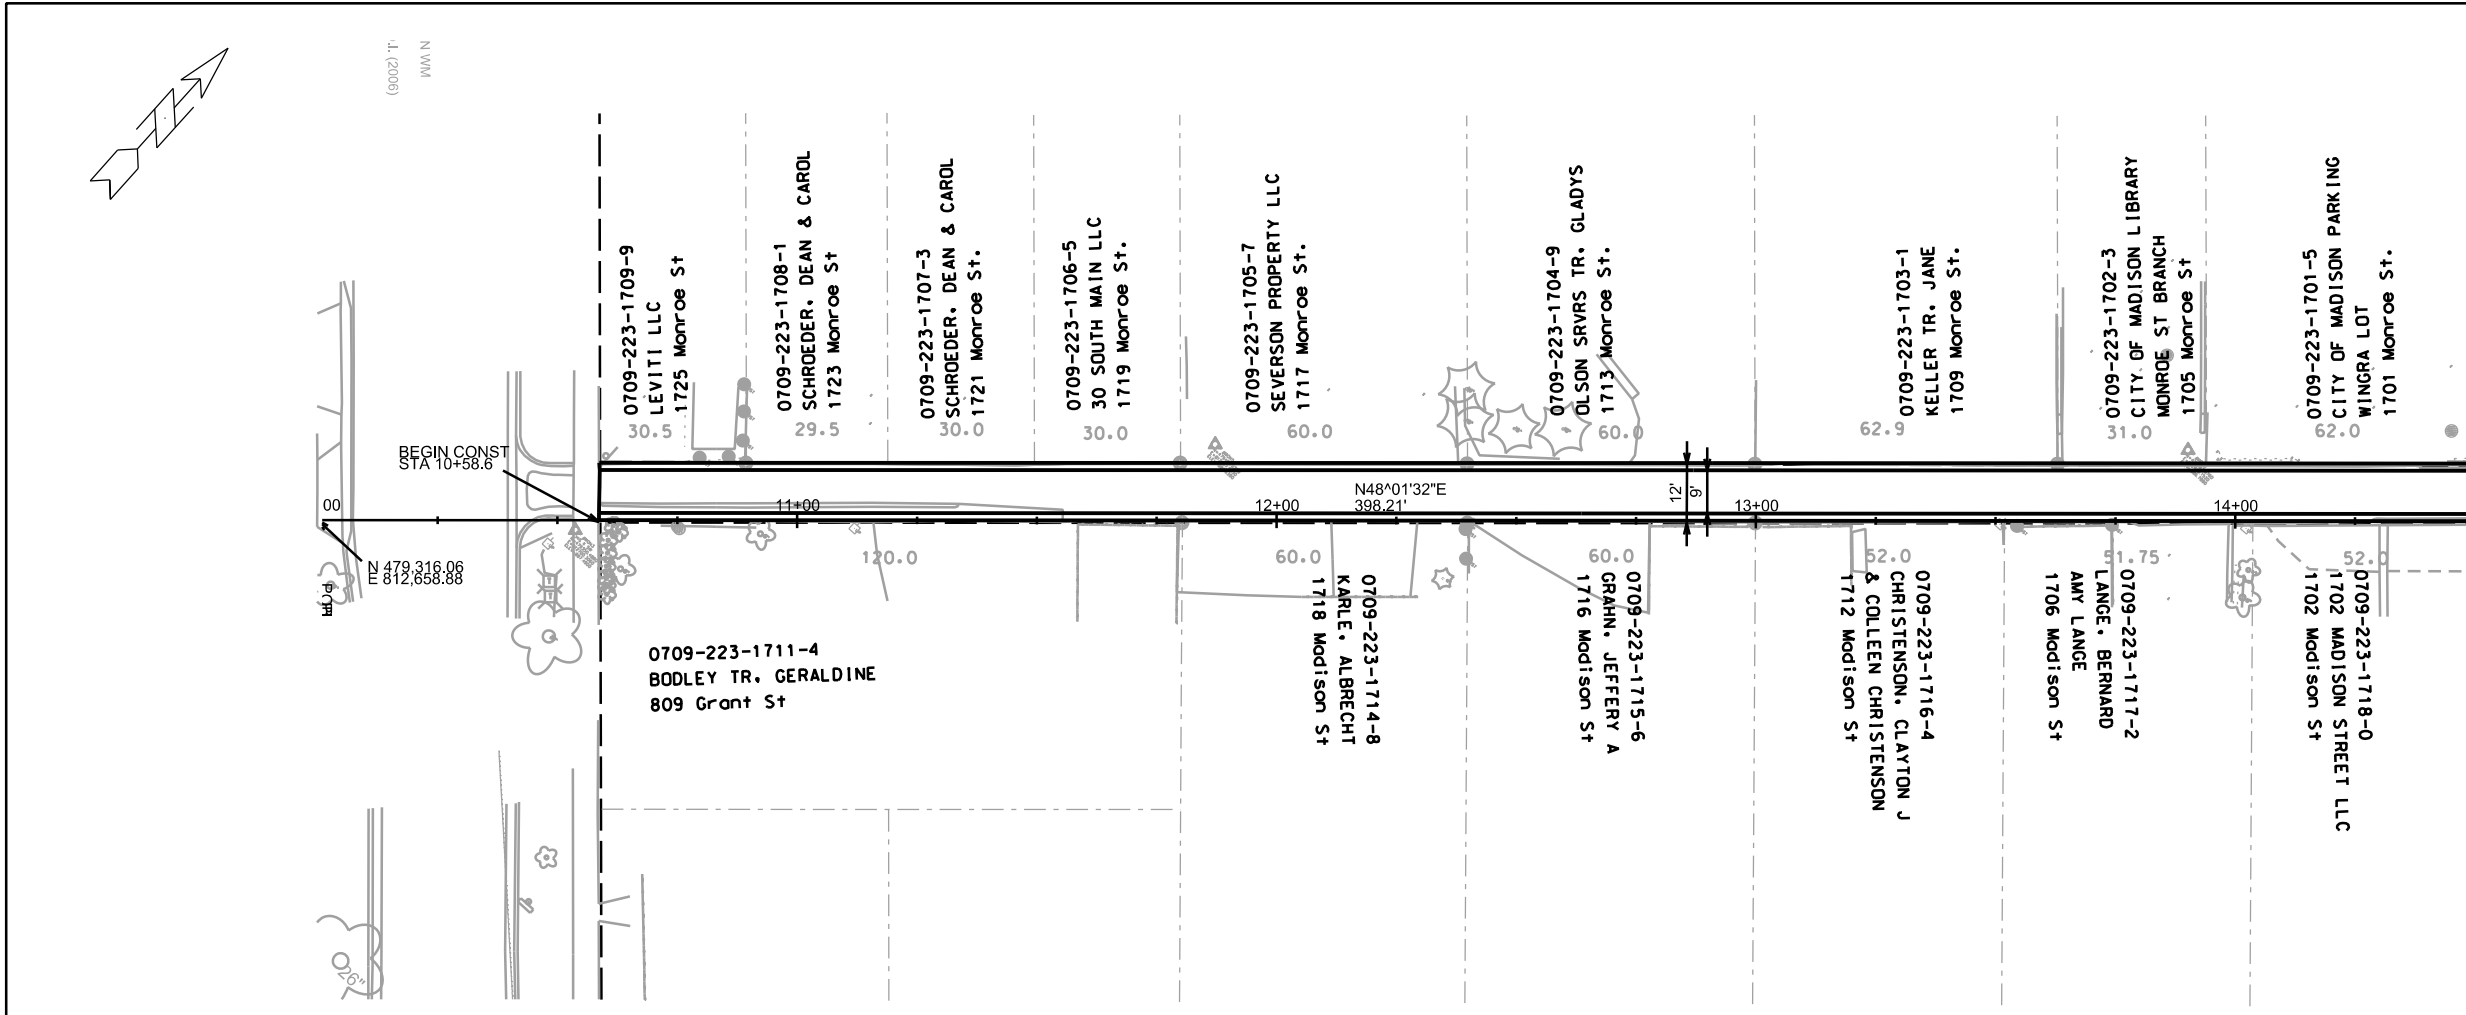 N WM
d. (2006)
0709-223-1709-9
LEVITI LLC
1725 Monroe St
30.5
0709-223-1708-1
SCHROEDER, DEAN & CAROL
1723 Monroe St
29.5
0709-223-1707-3
SCHROEDER, DEAN & CAROL
1721 Monroe St.
30.0
0709-223-1706-5
30 SOUTH MAIN LLC
1719 Monroe St.
30.0
0709-223-1705-7
SEVERSON PROPERTY LLC
1717 Monroe St.
60.0
0709-223-1704-9
OLSON SRVRS TR, GLADYS
1713 Monroe St.
60.0
0709-223-1703-1
KELLER TR, JANE
1709 Monroe St.
62.9
0709-223-1702-3
CITY OF MADISON LIBRARY
MONROE ST BRANCH
1705 Monroe St
31.0
0709-223-1701-5
CITY OF MADISON PARKING
WINGRA LOT
1701 Monroe St.
62.0
BEGIN CONST
STA 10+58.6
00
11+00
12+00
N48^01'32"E
398.21'
12'
9'
13+00
14+00
N 479,316.06
E 812,658.88
120.0
60.0
60.0
52.0
51.75
52.0
0709-223-1711-4
BODLEY TR, GERALDINE
809 Grant St
0709-223-1714-8
KARLE, ALBRECHT
1718 Madison St
0709-223-1715-6
GRAHN, JEFFERY A
1716 Madison St
0709-223-1716-4
CHRISTENSON, CLAYTON J
& COLLEEN CHRISTENSON
1712 Madison St
0709-223-1717-2
LANGE, BERNARD
AMY LANGE
1706 Madison St
0709-223-1718-0
1702 MADISON STREET LLC
1702 Madison St
26"